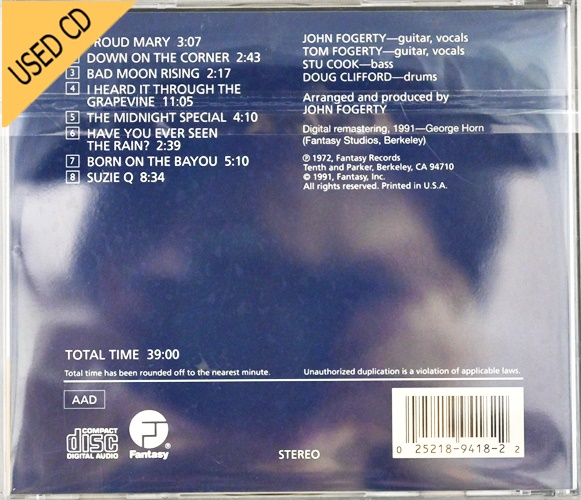 USED CD
ROUD MARY 3:07
DOWN ON THE CORNER 2:43
3 BAD MOON RISING 2:17
4 I HEARD IT THROUGH THE
GRAPEVINE 11:05
5 THE MIDNIGHT SPECIAL 4:10
6 HAVE YOU EVER SEEN
THE RAIN? 2:39
7 BORN ON THE BAYOU 5:10
8 SUZIE Q 8:34
JOHN FOGERTY—guitar, vocals
TOM FOGERTY—guitar, vocals
STU COOK—bass
DOUG CLIFFORD—drums
Arranged and produced by
JOHN FOGERTY
Digital remastering, 1991—George Horn
(Fantasy Studios, Berkeley)
℗ 1972, Fantasy Records
Tenth and Parker, Berkeley, CA 94710
© 1991, Fantasy, Inc.
All rights reserved. Printed in U.S.A.
TOTAL TIME 39:00
Total time has been rounded off to the nearest minute.
Unauthorized duplication is a violation of applicable laws.
AAD
COMPACT
disc
DIGITAL AUDIO
F
Fantasy®
STEREO
0 25218-9418-2 2